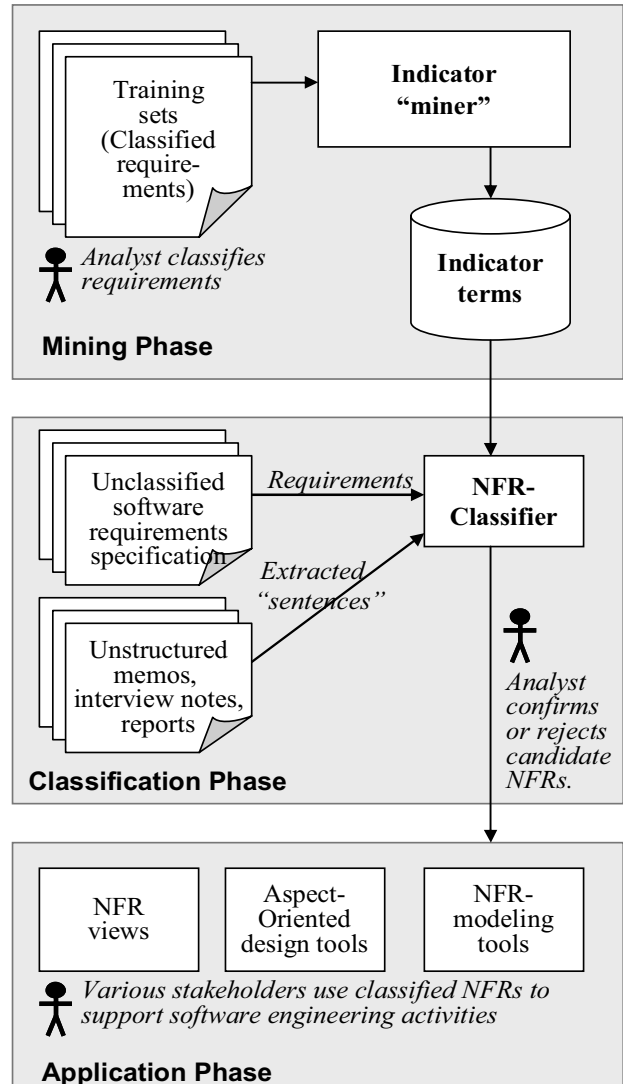 Training
sets
(Classified
require-
ments)
Indicator
“miner”
Analyst classifies
requirements
Indicator
terms
Mining Phase
Unclassified
software
requirements
specification
Requirements
NFR-
Classifier
Extracted
“sentences”
Unstructured
memos,
interview notes,
reports
Analyst
confirms
or rejects
candidate
NFRs.
Classification Phase
NFR
views
Aspect-
Oriented
design tools
NFR-
modeling
tools
Various stakeholders use classified NFRs to
support software engineering activities
Application Phase